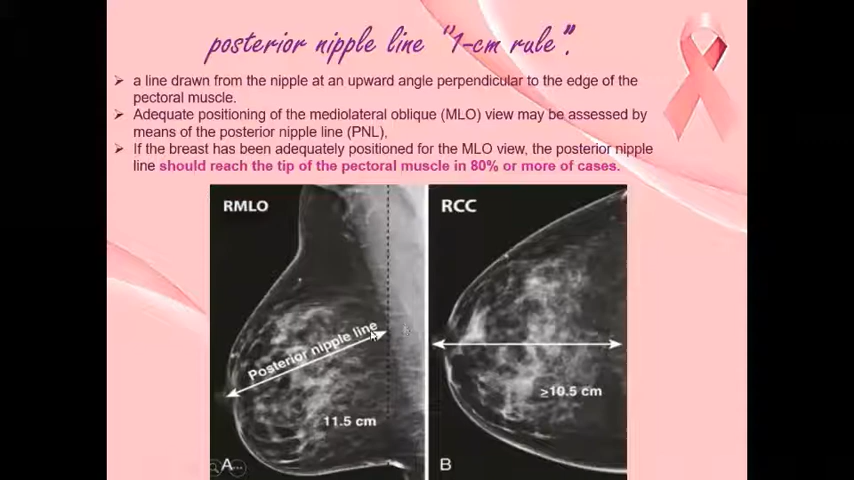 posterior nipple line "1-cm rule".
➢ a line drawn from the nipple at an upward angle perpendicular to the edge of the
pectoral muscle.
➢ Adequate positioning of the mediolateral oblique (MLO) view may be assessed by
means of the posterior nipple line (PNL),
➢ If the breast has been adequately positioned for the MLO view, the posterior nipple
line should reach the tip of the pectoral muscle in 80% or more of cases.
RMLO
RCC
Posterior nipple line
≥10.5 cm
11.5 cm
A
B